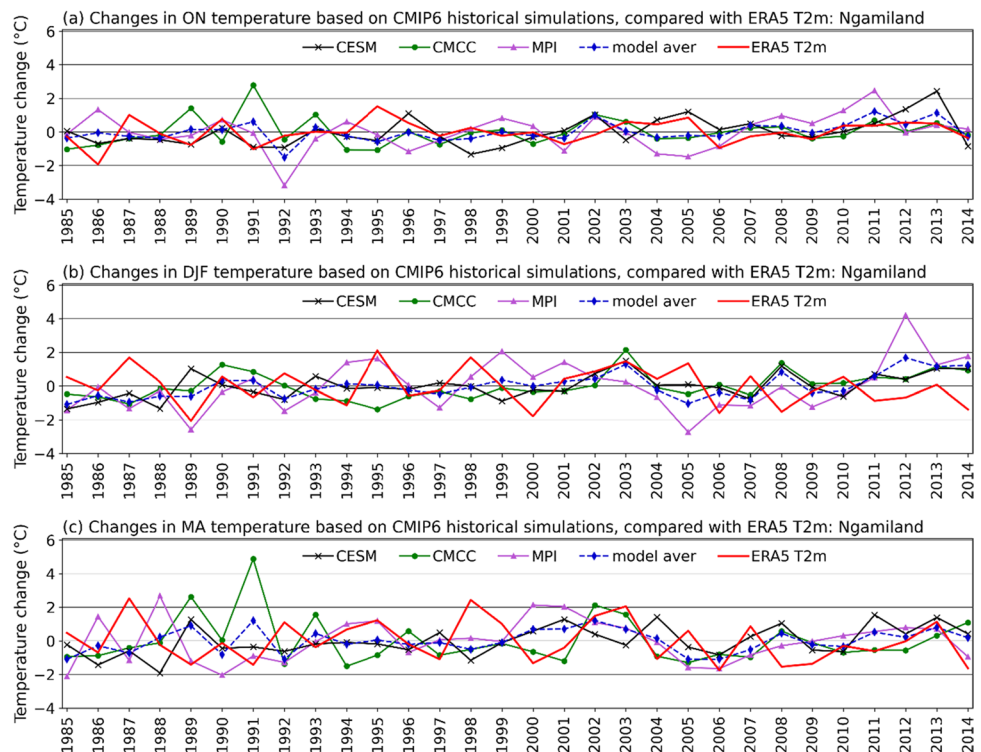 (a) Changes in ON temperature based on CMIP6 historical simulations, compared with ERA5 T2m: Ngamiland
Temperature change (°C)
6
4
2
0
−2
−4
CESM CMCC MPI model aver ERA5 T2m
1985 1986 1987 1988 1989 1990 1991 1992 1993 1994 1995 1996 1997 1998 1999 2000 2001 2002 2003 2004 2005 2006 2007 2008 2009 2010 2011 2012 2013 2014
(b) Changes in DJF temperature based on CMIP6 historical simulations, compared with ERA5 T2m: Ngamiland
Temperature change (°C)
6
4
2
0
−2
−4
CESM CMCC MPI model aver ERA5 T2m
1985 1986 1987 1988 1989 1990 1991 1992 1993 1994 1995 1996 1997 1998 1999 2000 2001 2002 2003 2004 2005 2006 2007 2008 2009 2010 2011 2012 2013 2014
(c) Changes in MA temperature based on CMIP6 historical simulations, compared with ERA5 T2m: Ngamiland
Temperature change (°C)
6
4
2
0
−2
−4
CESM CMCC MPI model aver ERA5 T2m
1985 1986 1987 1988 1989 1990 1991 1992 1993 1994 1995 1996 1997 1998 1999 2000 2001 2002 2003 2004 2005 2006 2007 2008 2009 2010 2011 2012 2013 2014